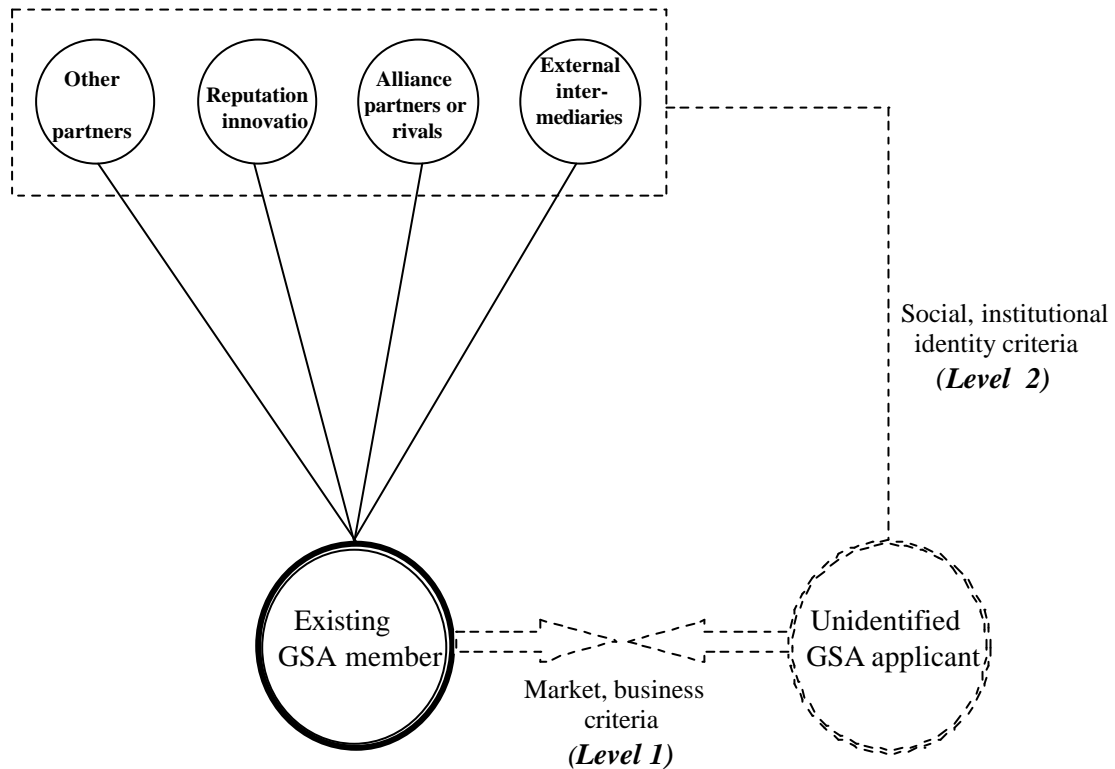 Other
partners
Reputation
innovatio
Alliance
partners or
rivals
External
inter-
mediaries
Social, institutional
identity criteria
(Level 2)
Existing
GSA member
Unidentified
GSA applicant
Market, business
criteria
(Level 1)